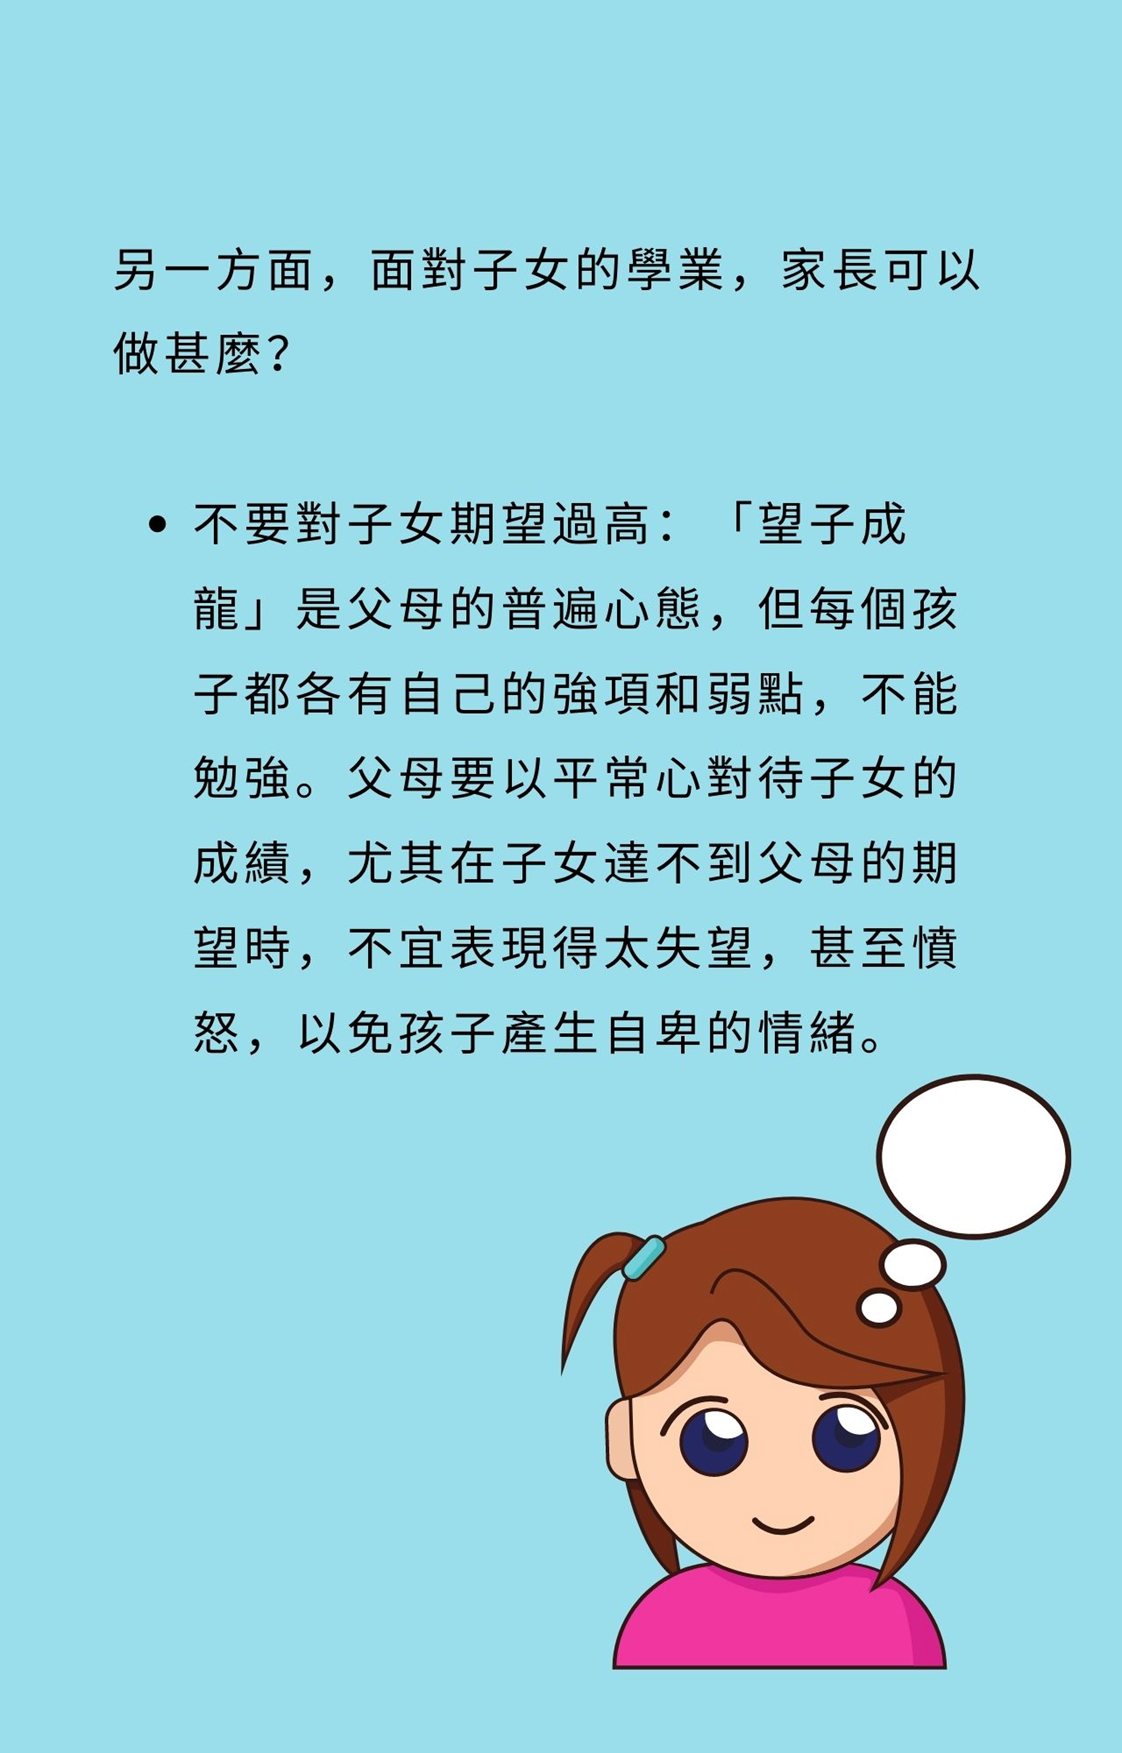 另一方面，面對子女的學業，家長可以
做甚麼？
• 不要對子女期望過高：「望子成
龍」是父母的普遍心態，但每個孩
子都各有自己的強項和弱點，不能
勉強。父母要以平常心對待子女的
成績，尤其在子女達不到父母的期
望時，不宜表現得太失望，甚至憤
怒，以免孩子產生自卑的情緒。